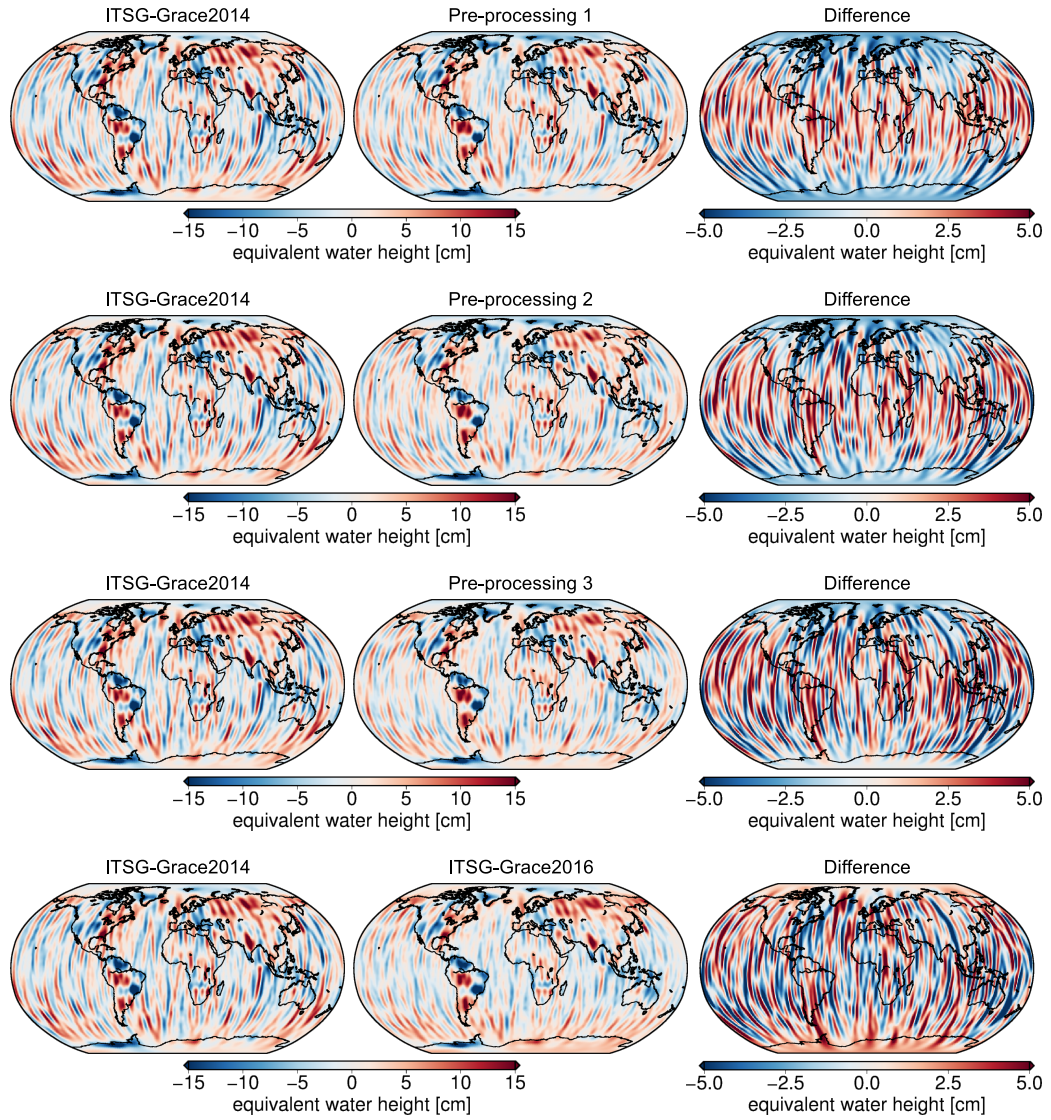 ITSG-Grace2014 Pre-processing 1 Difference
−15 −10 −5 0 5 10 15 −5.0 −2.5 0.0 2.5 5.0
equivalent water height [cm] equivalent water height [cm]
ITSG-Grace2014 Pre-processing 2 Difference
−15 −10 −5 0 5 10 15 −5.0 −2.5 0.0 2.5 5.0
equivalent water height [cm] equivalent water height [cm]
ITSG-Grace2014 Pre-processing 3 Difference
−15 −10 −5 0 5 10 15 −5.0 −2.5 0.0 2.5 5.0
equivalent water height [cm] equivalent water height [cm]
ITSG-Grace2014 ITSG-Grace2016 Difference
−15 −10 −5 0 5 10 15 −5.0 −2.5 0.0 2.5 5.0
equivalent water height [cm] equivalent water height [cm]